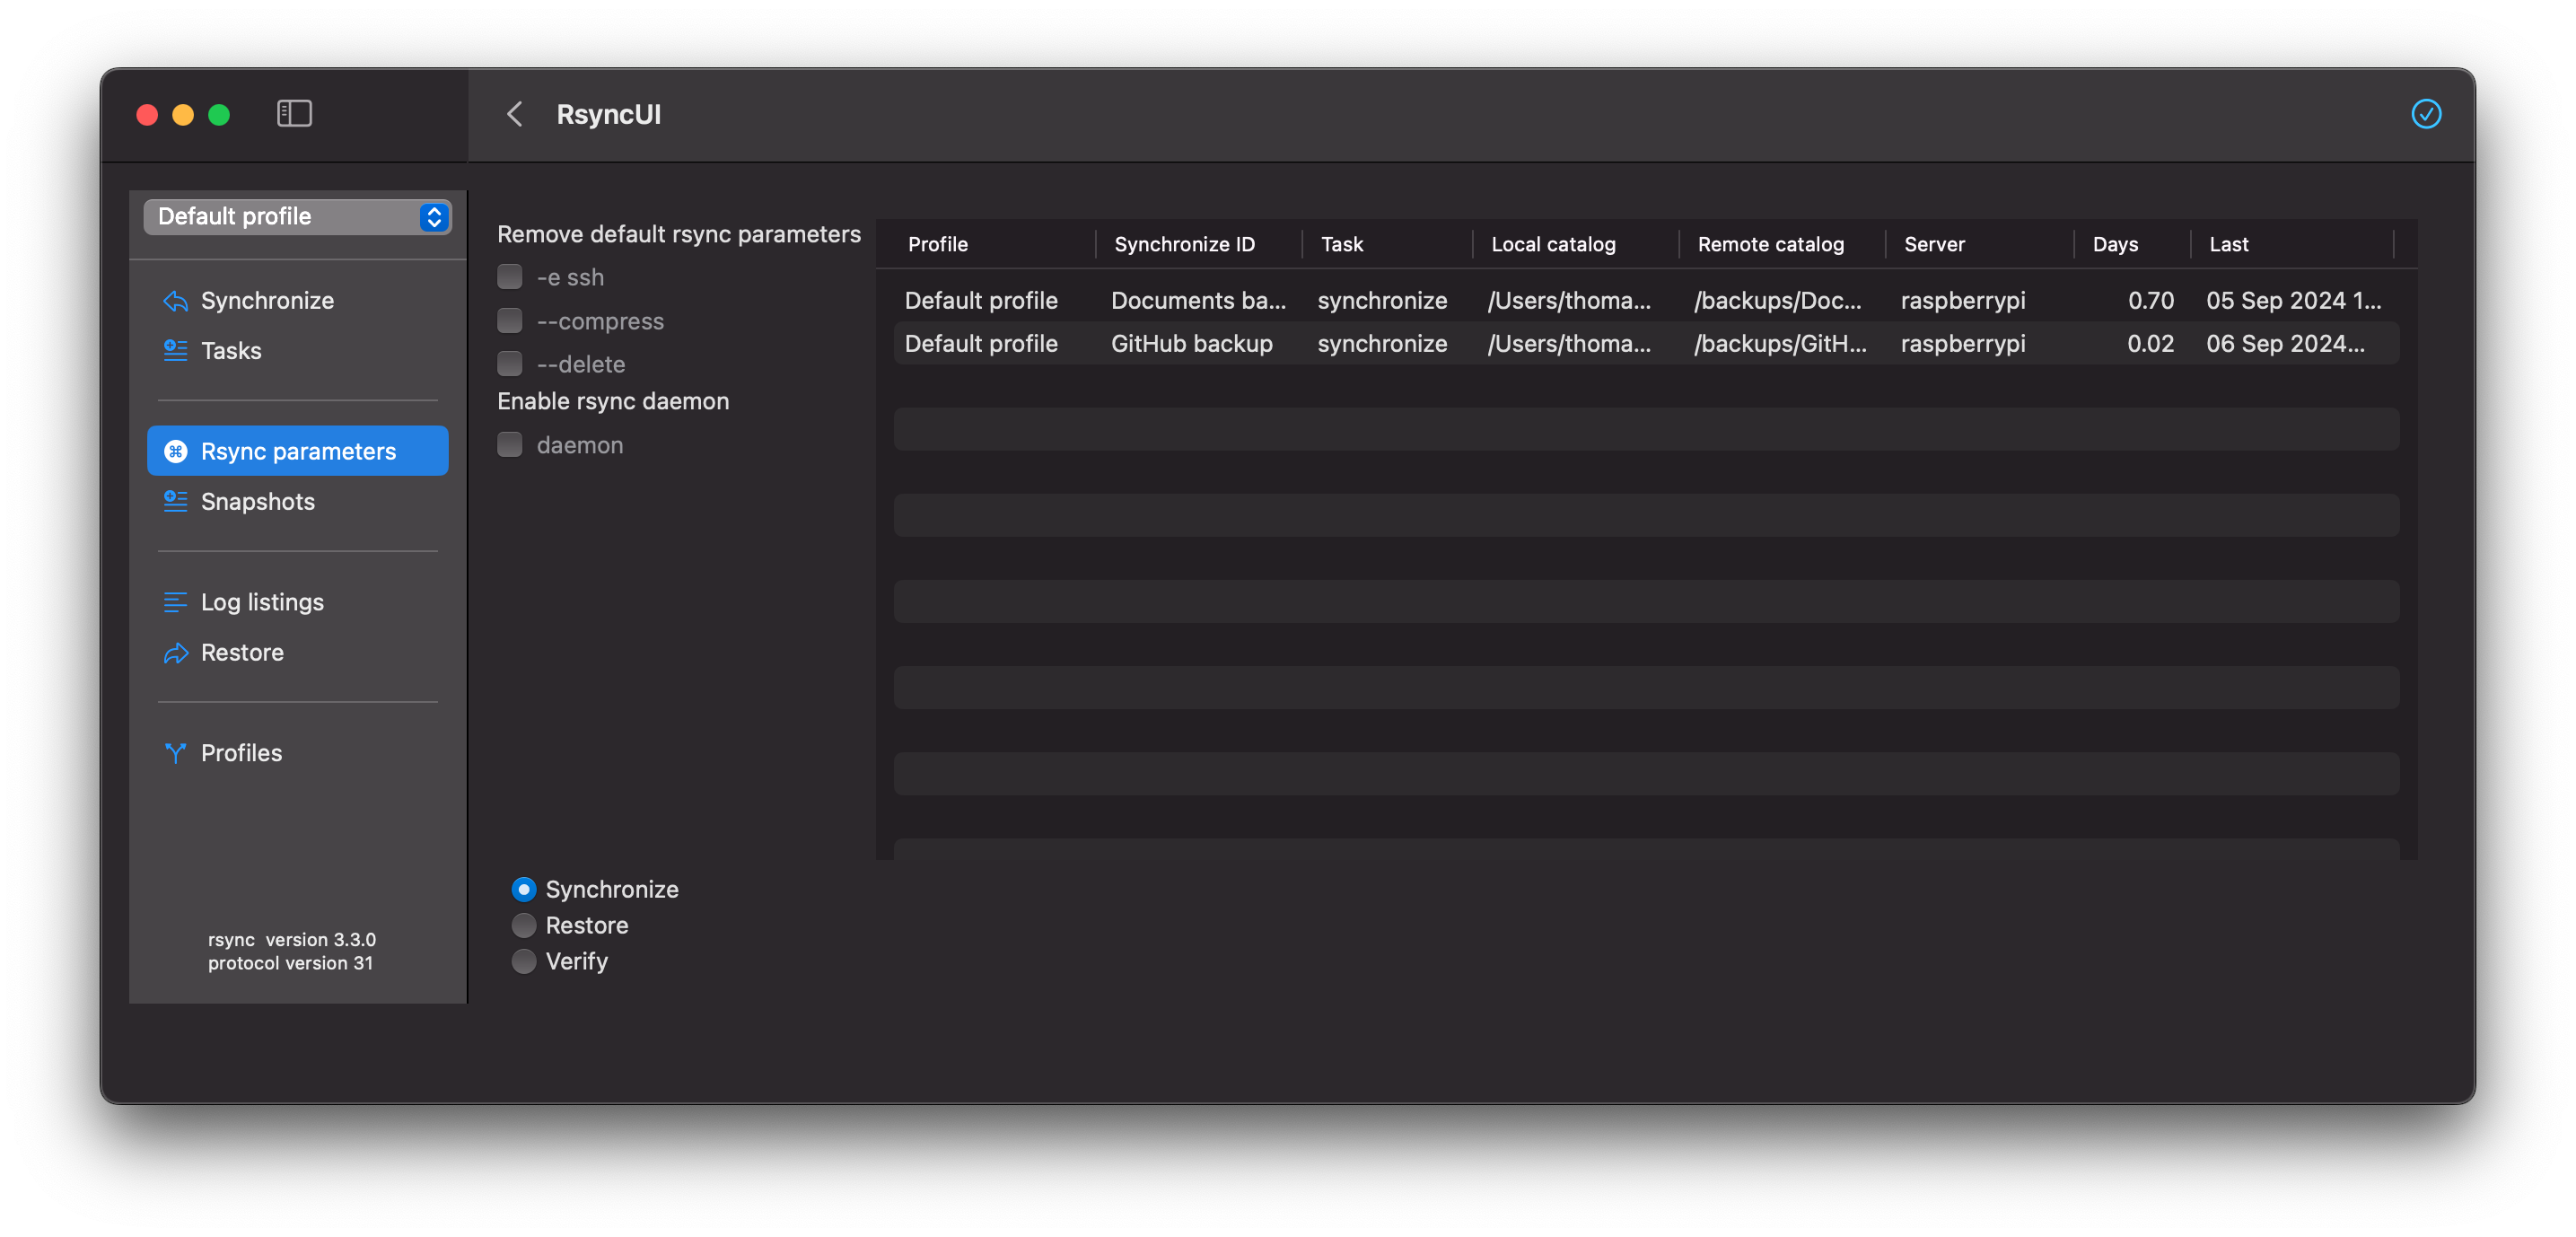 RsyncUI
Default profile
Synchronize
Tasks
Rsync parameters
Snapshots
Log listings
Restore
Profiles
rsync  version 3.3.0
protocol version 31
Remove default rsync parameters
-e ssh
--compress
--delete
Enable rsync daemon
daemon
Profile Synchronize ID Task Local catalog Remote catalog Server Days Last
Default profile Documents ba... synchronize /Users/thoma... /backups/Doc... raspberrypi 0.70 05 Sep 2024 1...
Default profile GitHub backup synchronize /Users/thoma... /backups/GitH... raspberrypi 0.02 06 Sep 2024...
Synchronize
Restore
Verify